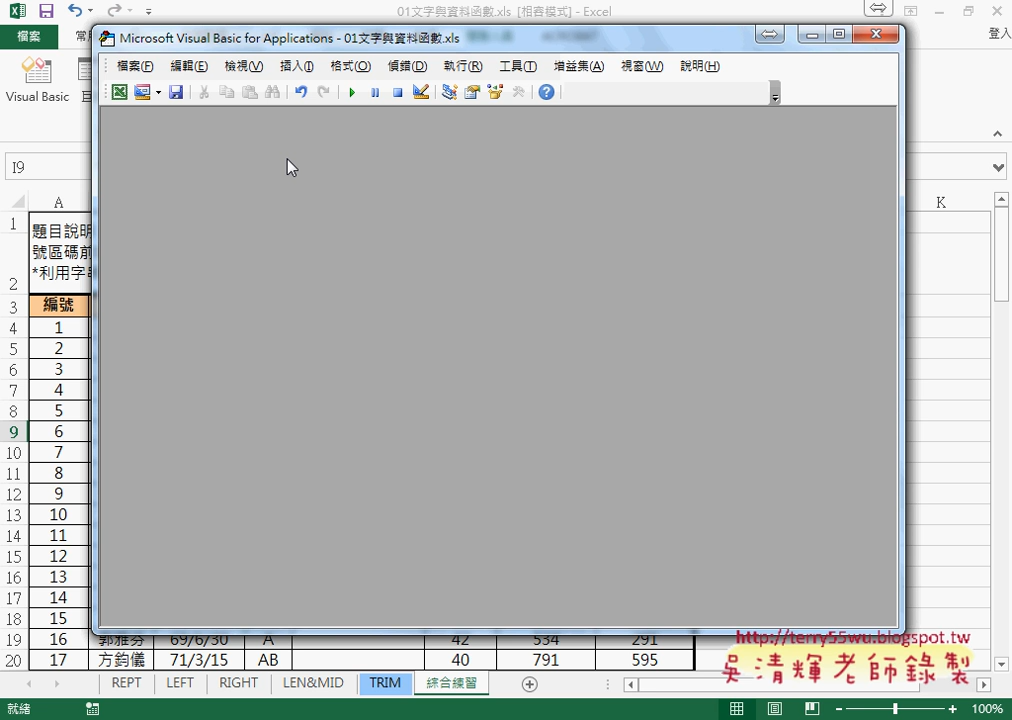 01文字與資料函數.xls [相容模式] - Excel
檔案
常
登入
Visual Basic
Microsoft Visual Basic for Applications - 01文字與資料函數.xls
檔案(F) 編輯(E) 檢視(V) 插入(I) 格式(O) 偵錯(D) 執行(R) 工具(T) 增益集(A) 視窗(W) 說明(H)
I9
A K
1 題目說明
號區碼前
2 *利用字串
3 編號
4 1
5 2
6 3
7 4
8 5
9 6
10 7
11 8
12 9
13 10
14 11
15 12
16 13
17 14
18 15
19 16 郭雅芬 69/6/30 A 42 534 291
20 17 方鈞儀 71/3/15 AB 40 791 595
http://terry55wu.blogspot.tw
吳清輝老師錄製
REPT LEFT RIGHT LEN&MID TRIM 綜合練習
就緒 100%